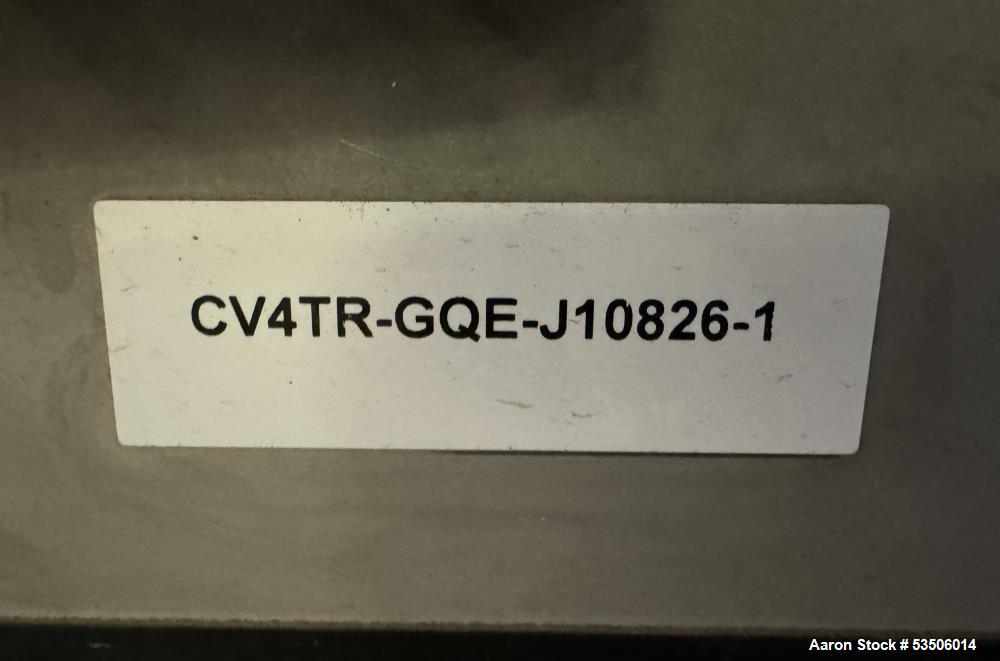 CV4TR-GQE-J10826-1
Aaron Stock # 53506014